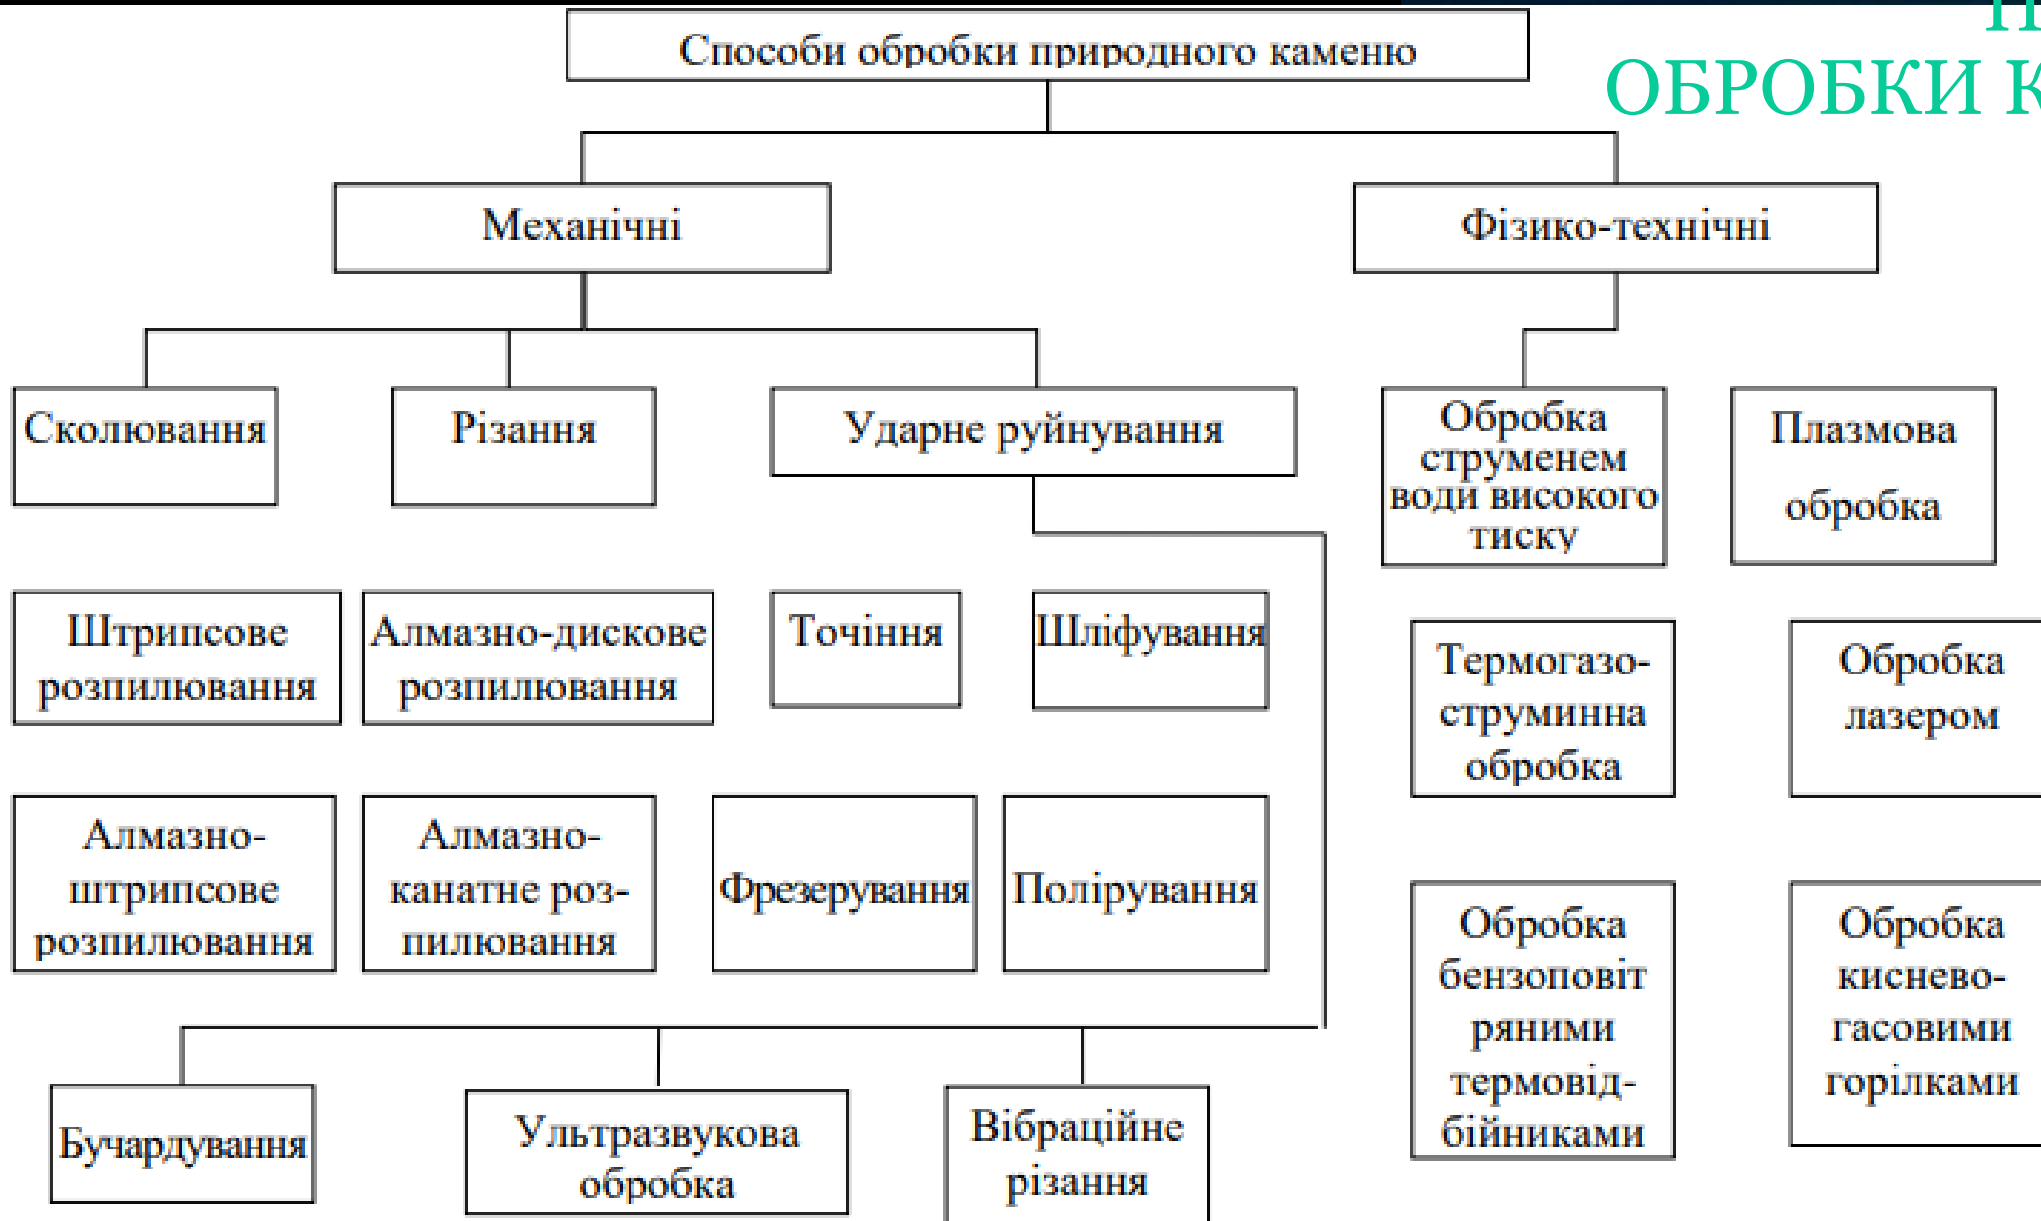 Способи обробки природного каменю
ОБРОБКИ К
Механічні
Фізико-технічні
Сколювання
Різання
Ударне руйнування
Обробка
струменем
води високого
тиску
Плазмова
обробка
Штрипсове
розпилювання
Алмазно-дискове
розпилювання
Точіння
Шліфування
Термогазо-
струминна
обробка
Обробка
лазером
Алмазно-
штрипсове
розпилювання
Алмазно-
канатне роз-
пилювання
Фрезерування
Полірування
Обробка
бензоповіт
ряними
термовід-
бійниками
Обробка
киснево-
гасовими
горілками
Бучардування
Ультразвукова
обробка
Вібраційне
різання